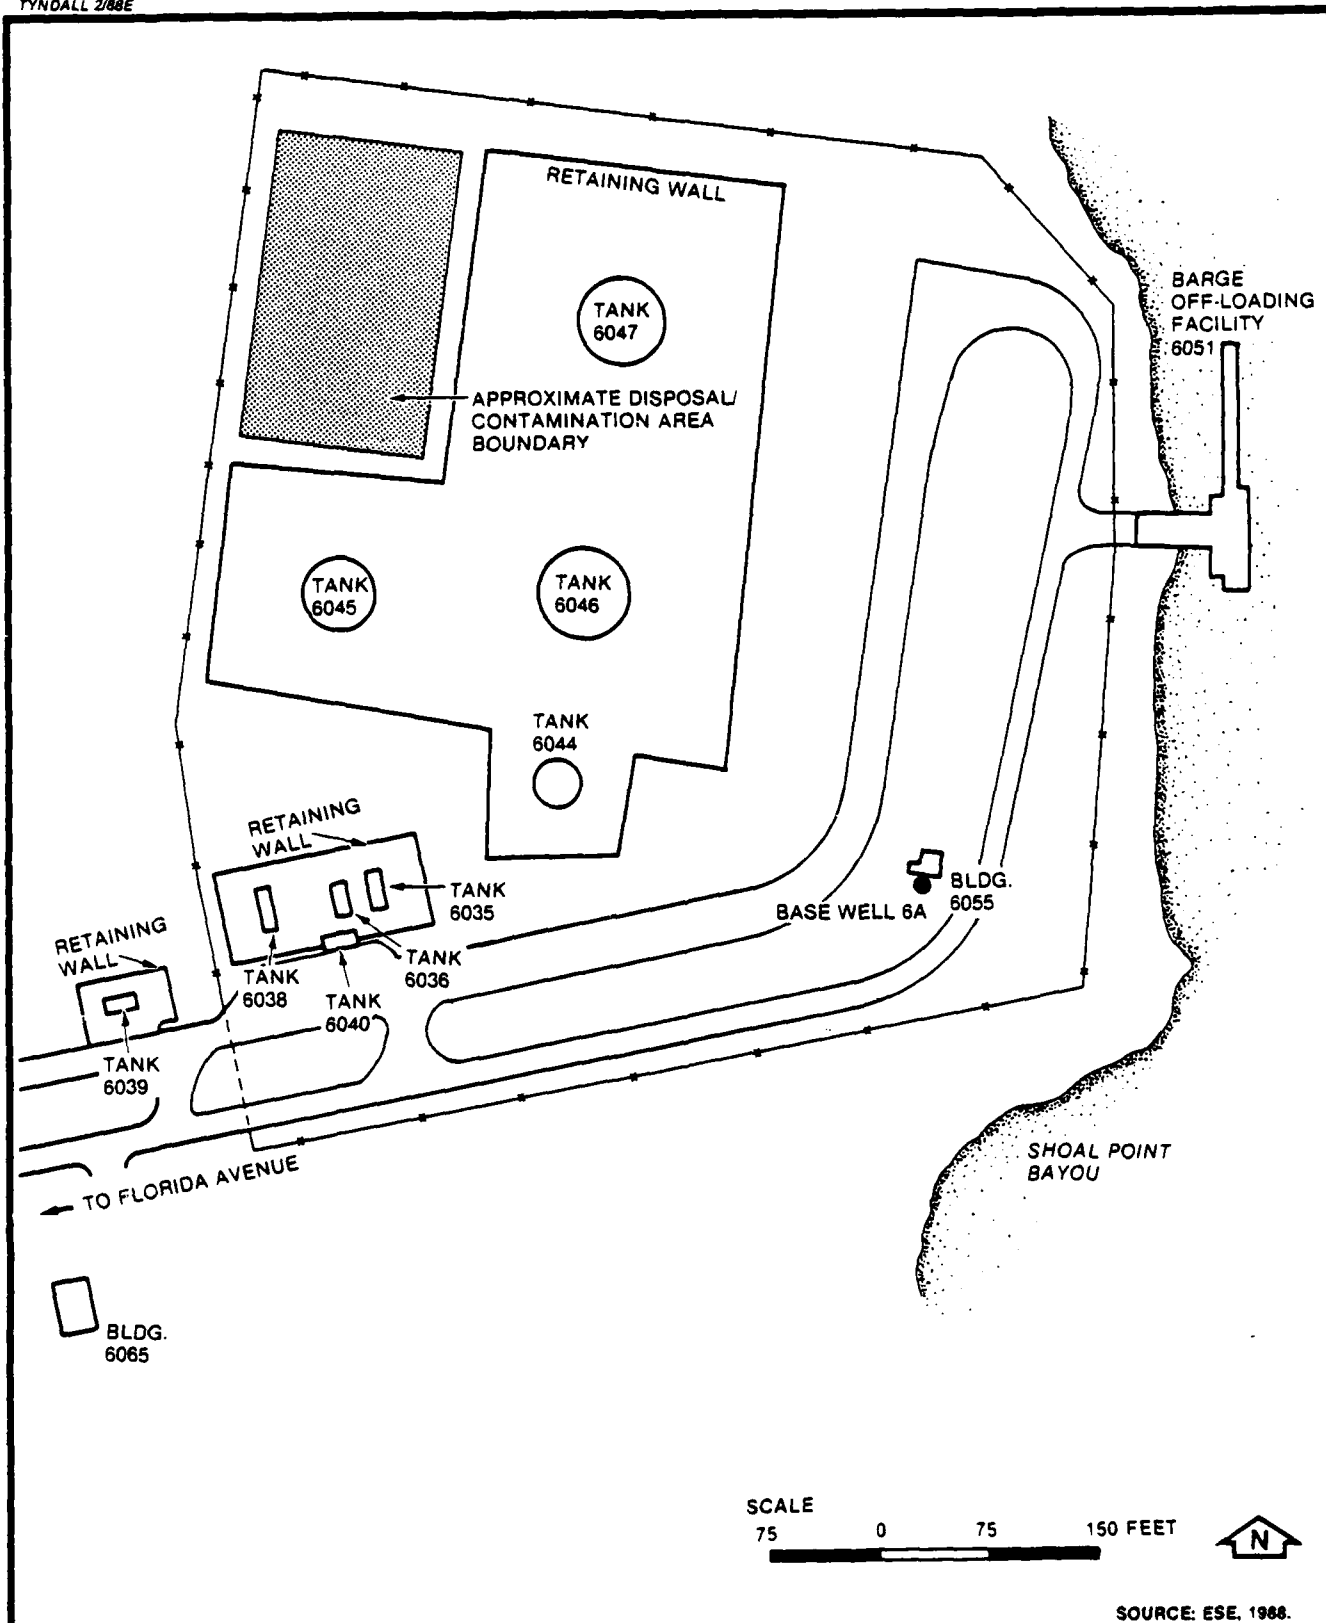 TYNDALL 2/88E
RETAINING WALL
BARGE
OFF-LOADING
FACILITY
6051
TANK
6047
APPROXIMATE DISPOSAL/
CONTAMINATION AREA
BOUNDARY
TANK
6045
TANK
6046
TANK
6044
RETAINING
WALL
TANK
6035
BLDG.
6055
BASE WELL 6A
RETAINING
WALL
TANK
6036
TANK
6038
TANK
6040
TANK
6039
SHOAL POINT
BAYOU
TO FLORIDA AVENUE
BLDG.
6065
SCALE
75 0 75 150 FEET
N
SOURCE: ESE, 1988.